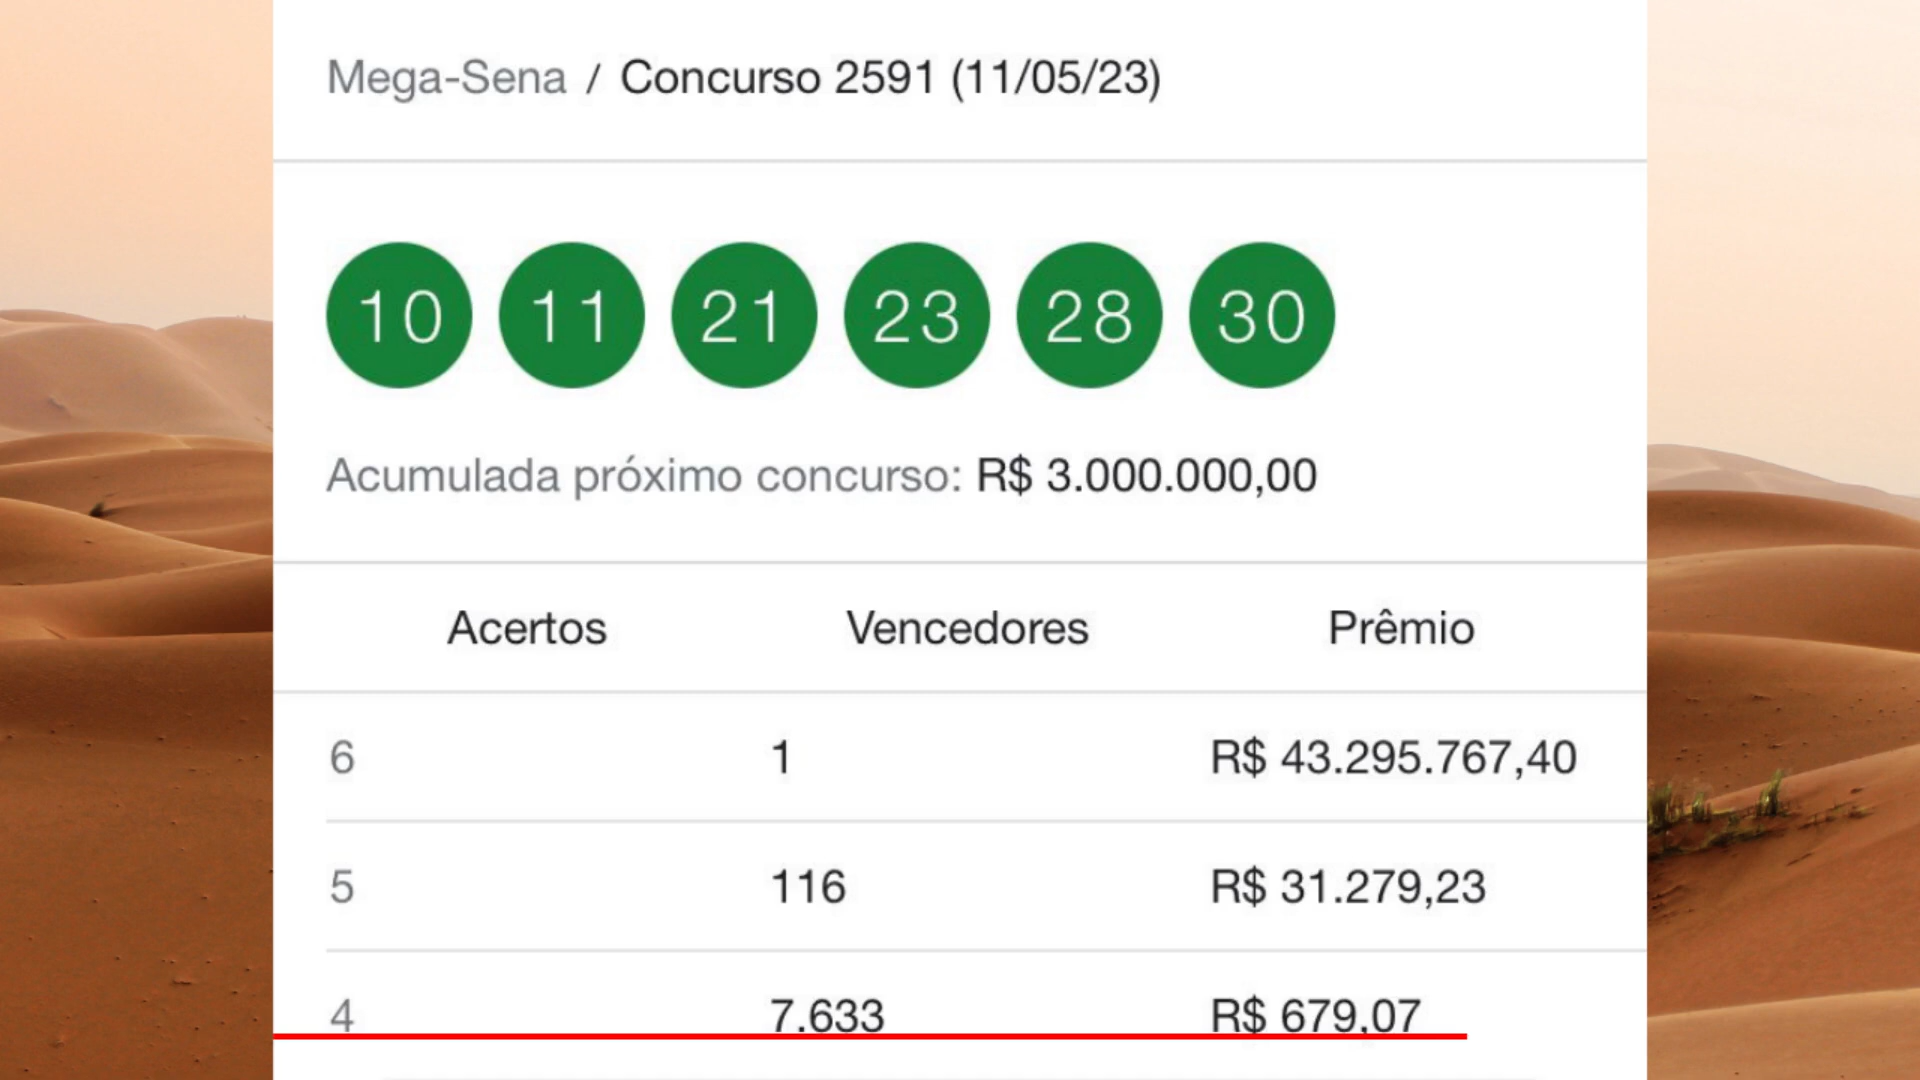 Mega-Sena / Concurso 2591 (11/05/23)
10 11 21 23 28 30
Acumulada próximo concurso: R$ 3.000.000,00
Acertos Vencedores Prêmio
6 1 R$ 43.295.767,40
5 116 R$ 31.279,23
4 7.633 R$ 679,07